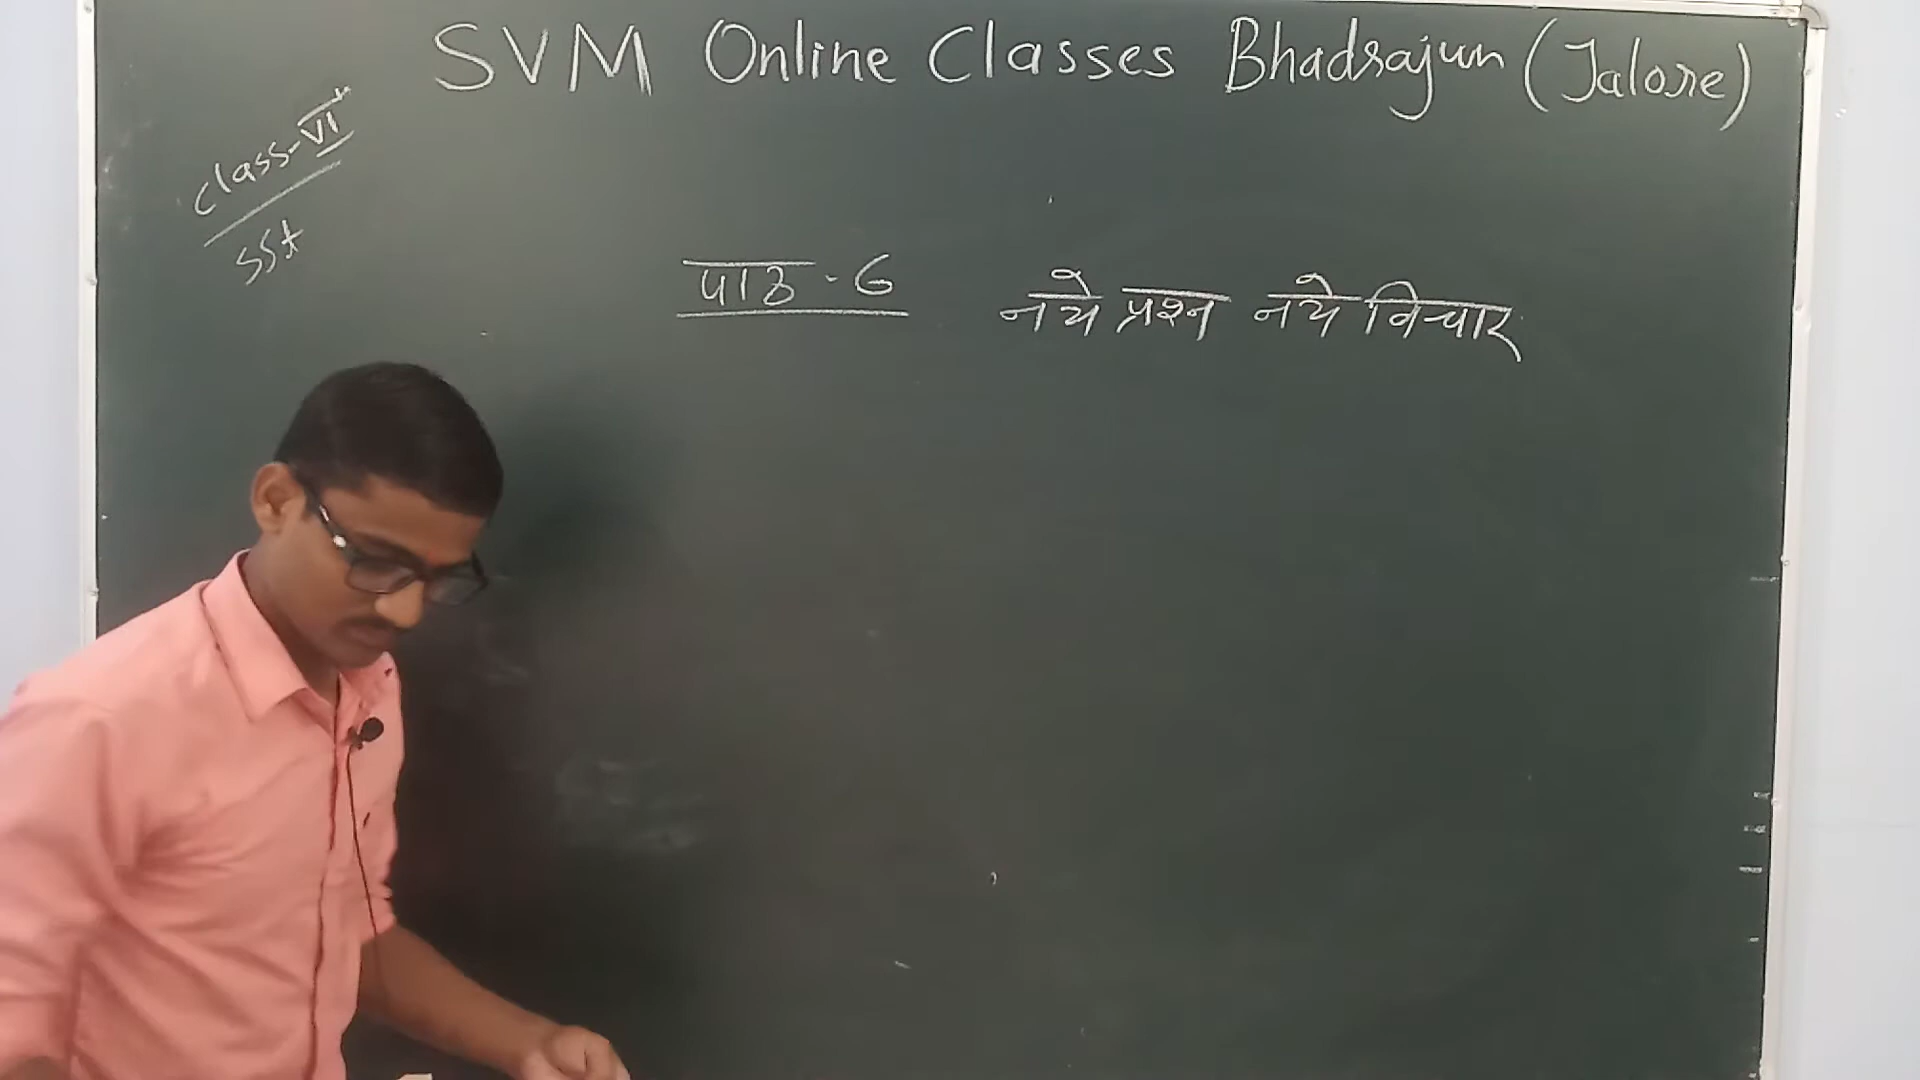 SVM Online Classes Bhadrajun (Jalore)
Class-VI
SSt
पाठ - 6 नये प्रश्न नये विचार